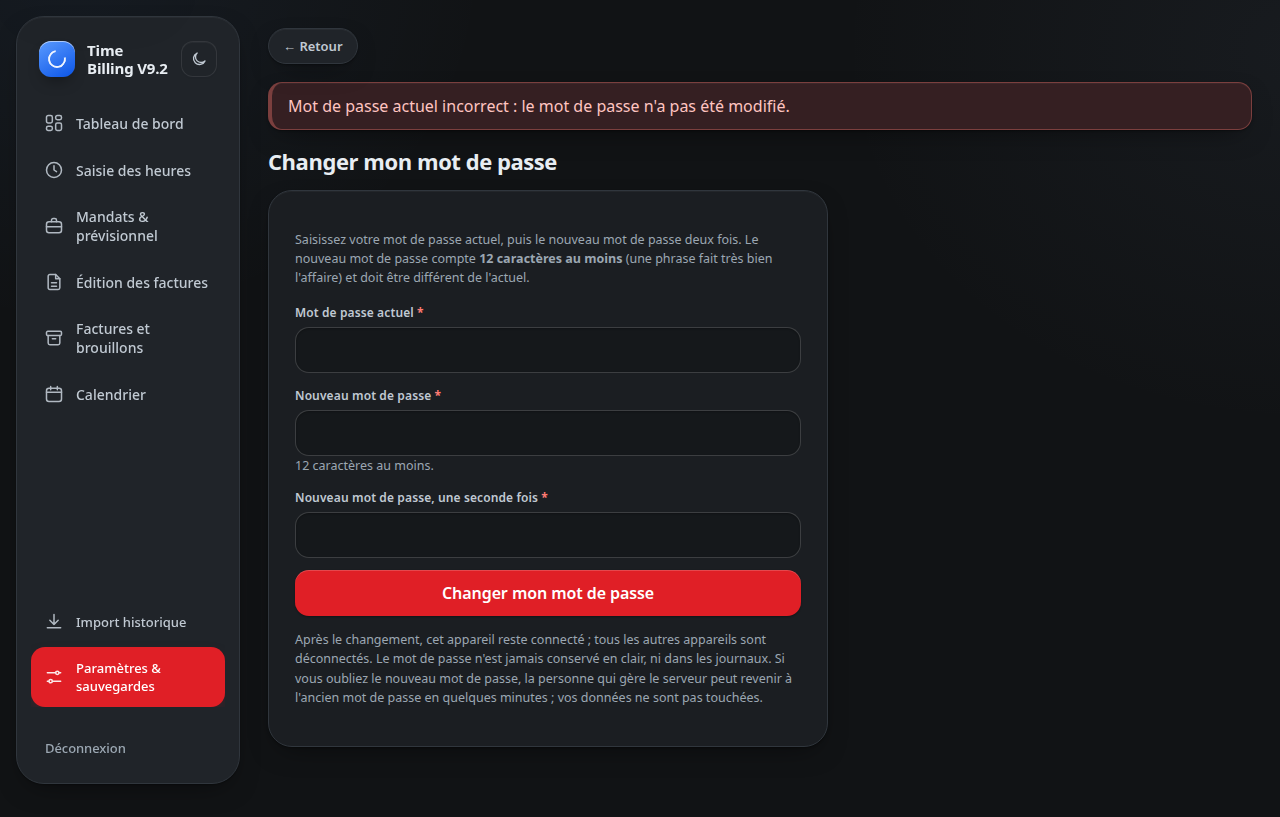 Time
Billing V9.2
Tableau de bord
Saisie des heures
Mandats &
prévisionnel
Édition des factures
Factures et
brouillons
Calendrier
Import historique
Paramètres &
sauvegardes
Déconnexion
← Retour
Mot de passe actuel incorrect : le mot de passe n'a pas été modifié.
Changer mon mot de passe
Saisissez votre mot de passe actuel, puis le nouveau mot de passe deux fois. Le
nouveau mot de passe compte 12 caractères au moins (une phrase fait très bien
l'affaire) et doit être différent de l'actuel.
Mot de passe actuel *
Nouveau mot de passe *
12 caractères au moins.
Nouveau mot de passe, une seconde fois *
Changer mon mot de passe
Après le changement, cet appareil reste connecté ; tous les autres appareils sont
déconnectés. Le mot de passe n'est jamais conservé en clair, ni dans les journaux. Si
vous oubliez le nouveau mot de passe, la personne qui gère le serveur peut revenir à
l'ancien mot de passe en quelques minutes ; vos données ne sont pas touchées.